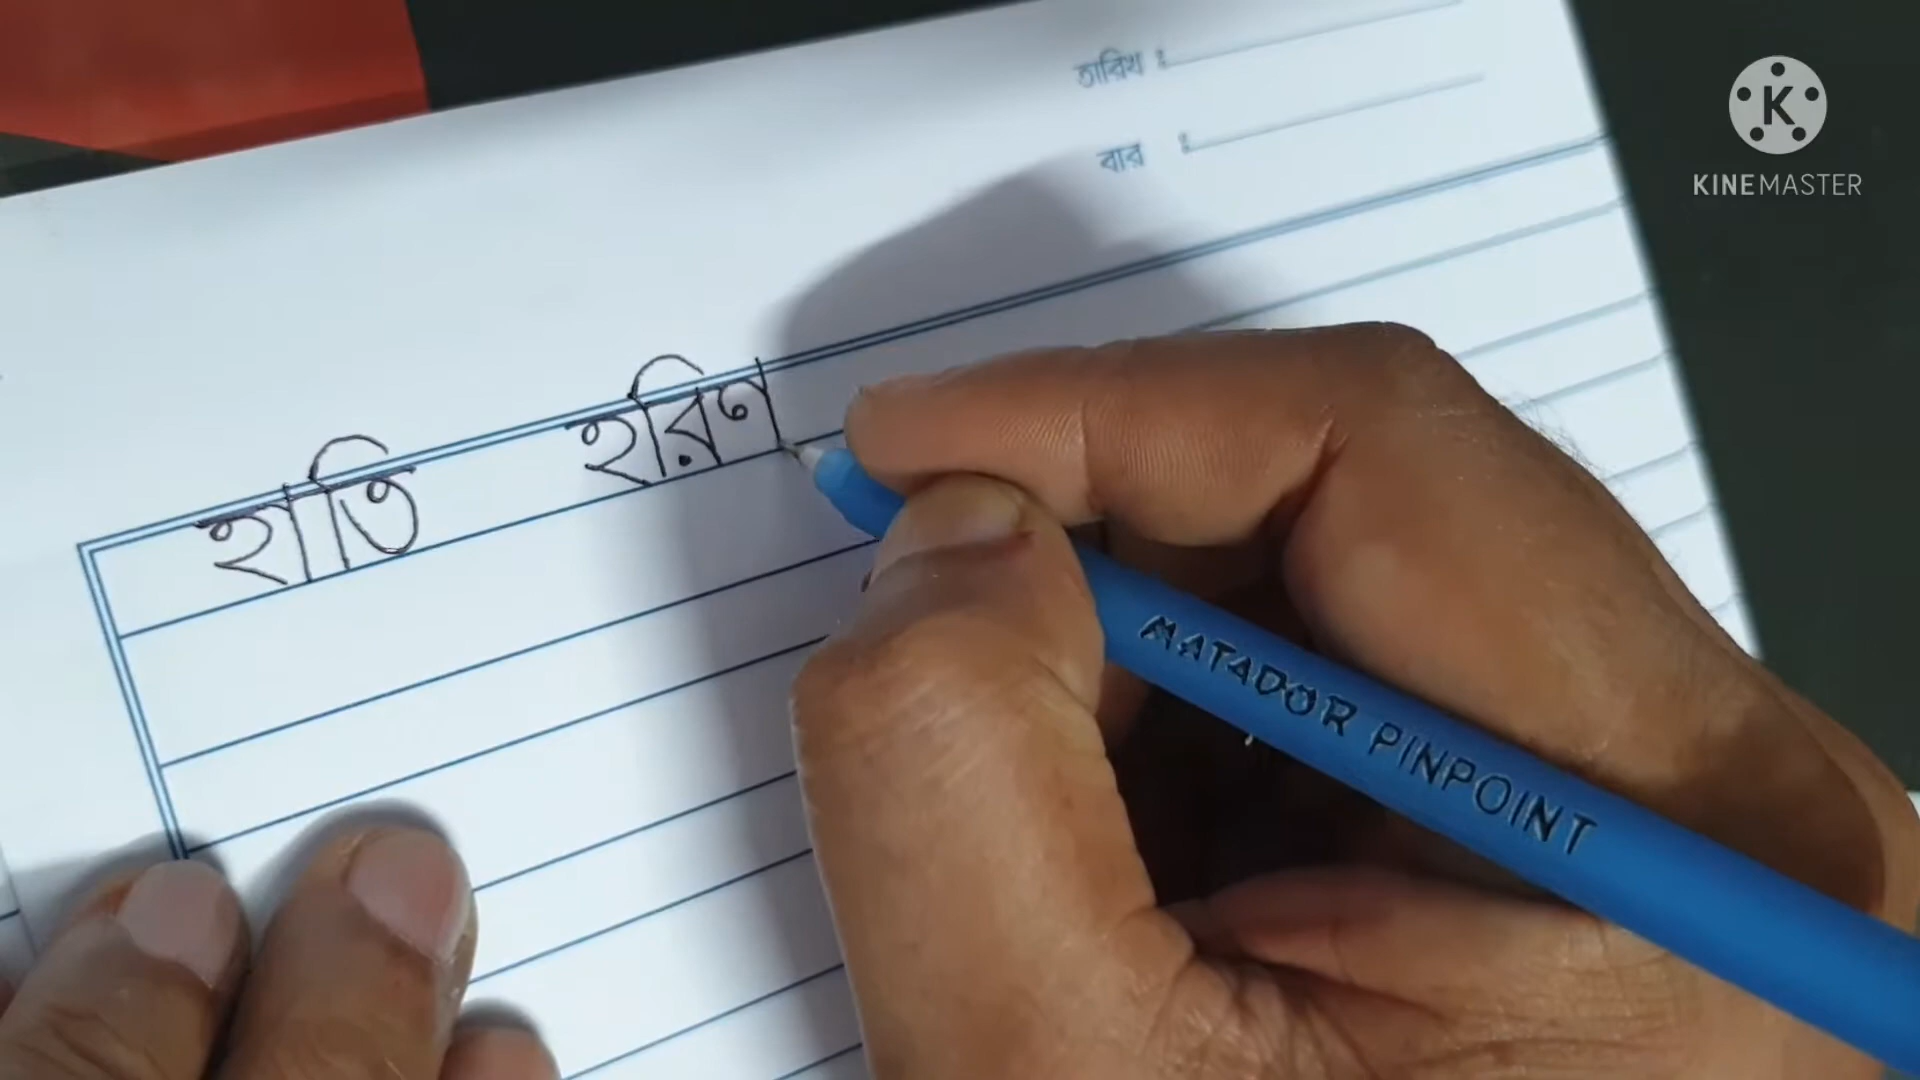 তারিখ :
বার :
হাতি হরিণ
MATADOR PINPOINT
K
KINEMASTER